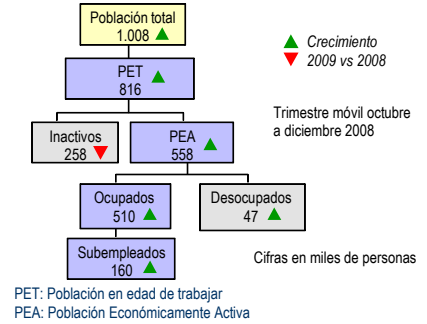 Población total
1.008
Crecimiento
2009 vs 2008
PET
816
Trimestre móvil octubre
a diciembre 2008
Inactivos
258
PEA
558
Ocupados
510
Desocupados
47
Subempleados
160
Cifras en miles de personas
PET: Población en edad de trabajar
PEA: Población Económicamente Activa